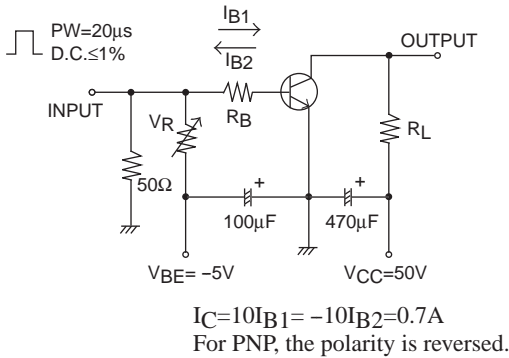 PW=20μs
D.C.≤1%
IB1
IB2
OUTPUT
INPUT
VR
RB
RL
50Ω
+
+
100μF
470μF
VBE= −5V
VCC=50V
IC=10IB1= −10IB2=0.7A
For PNP, the polarity is reversed.